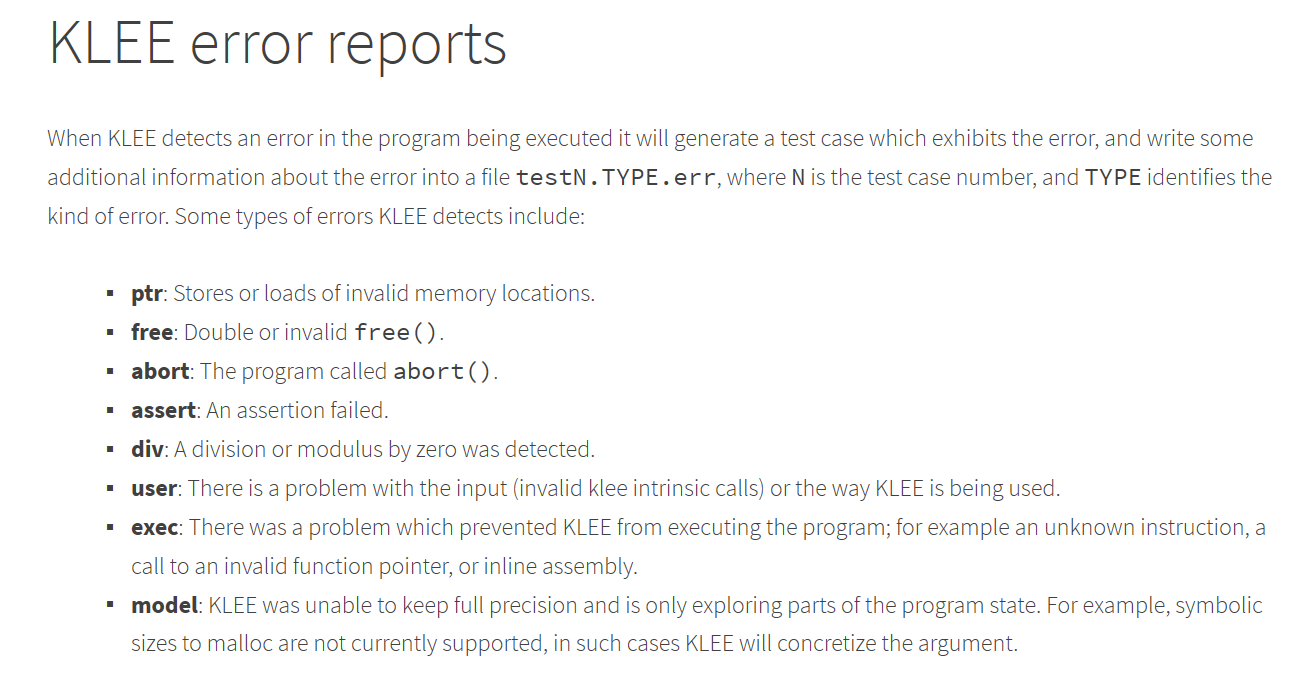 KLEE error reports
When KLEE detects an error in the program being executed it will generate a test case which exhibits the error, and write some
additional information about the error into a file testN.TYPE.err, where N is the test case number, and TYPE identifies the
kind of error. Some types of errors KLEE detects include:
▪ ptr: Stores or loads of invalid memory locations.
▪ free: Double or invalid free().
▪ abort: The program called abort().
▪ assert: An assertion failed.
▪ div: A division or modulus by zero was detected.
▪ user: There is a problem with the input (invalid klee intrinsic calls) or the way KLEE is being used.
▪ exec: There was a problem which prevented KLEE from executing the program; for example an unknown instruction, a
call to an invalid function pointer, or inline assembly.
▪ model: KLEE was unable to keep full precision and is only exploring parts of the program state. For example, symbolic
sizes to malloc are not currently supported, in such cases KLEE will concretize the argument.